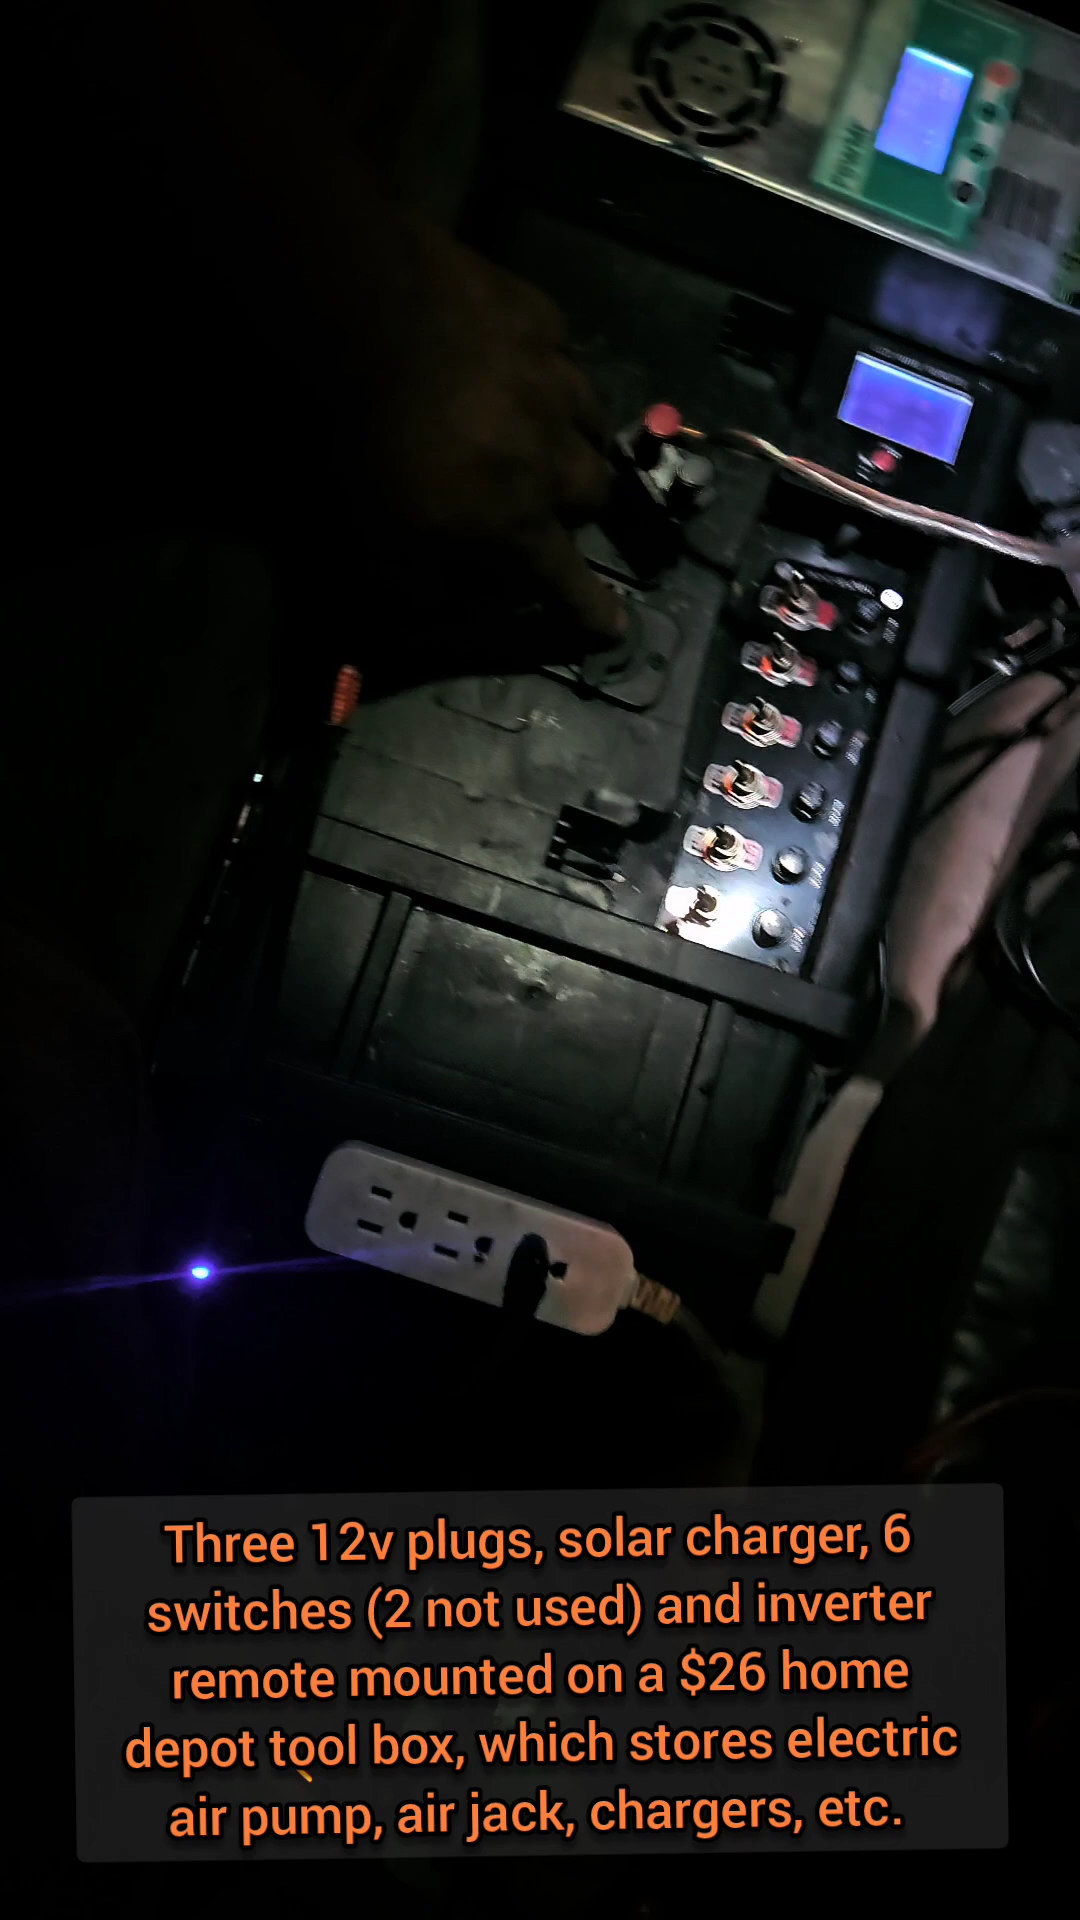 Three 12v plugs, solar charger, 6
switches (2 not used) and inverter
remote mounted on a $26 home
depot tool box, which stores electric
air pump, air jack, chargers, etc.